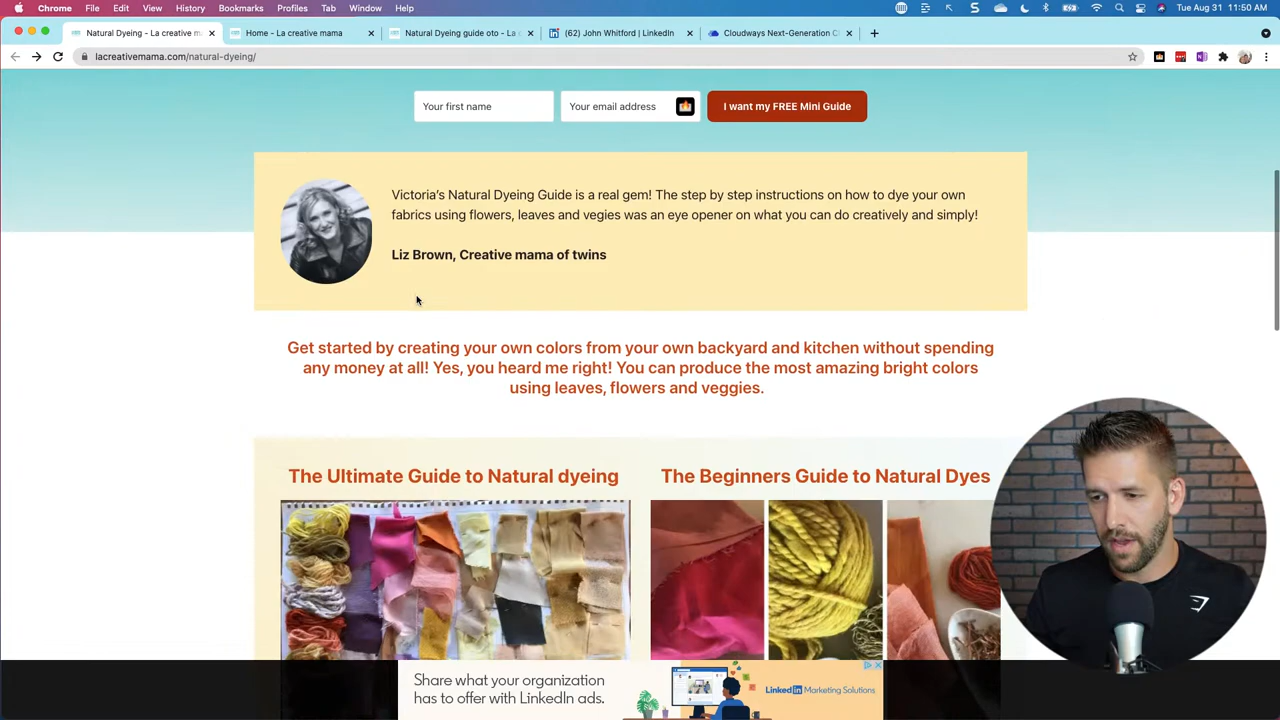 Chrome File Edit View History Bookmarks Profiles Tab Window Help Tue Aug 31 11:50 AM
Natural Dyeing - La creative m Home - La creative mama Natural Dyeing guide oto - La (62) John Whitford | LinkedIn Cloudways Next-Generation C
lacreativemama.com/natural-dyeing/
Your first name Your email address I want my FREE Mini Guide
Victoria’s Natural Dyeing Guide is a real gem! The step by step instructions on how to dye your own
fabrics using flowers, leaves and vegies was an eye opener on what you can do creatively and simply!
Liz Brown, Creative mama of twins
Get started by creating your own colors from your own backyard and kitchen without spending
any money at all! Yes, you heard me right! You can produce the most amazing bright colors
using leaves, flowers and veggies.
The Ultimate Guide to Natural dyeing The Beginners Guide to Natural Dyes
Share what your organization
has to offer with LinkedIn ads.
LinkedIn Marketing Solutions